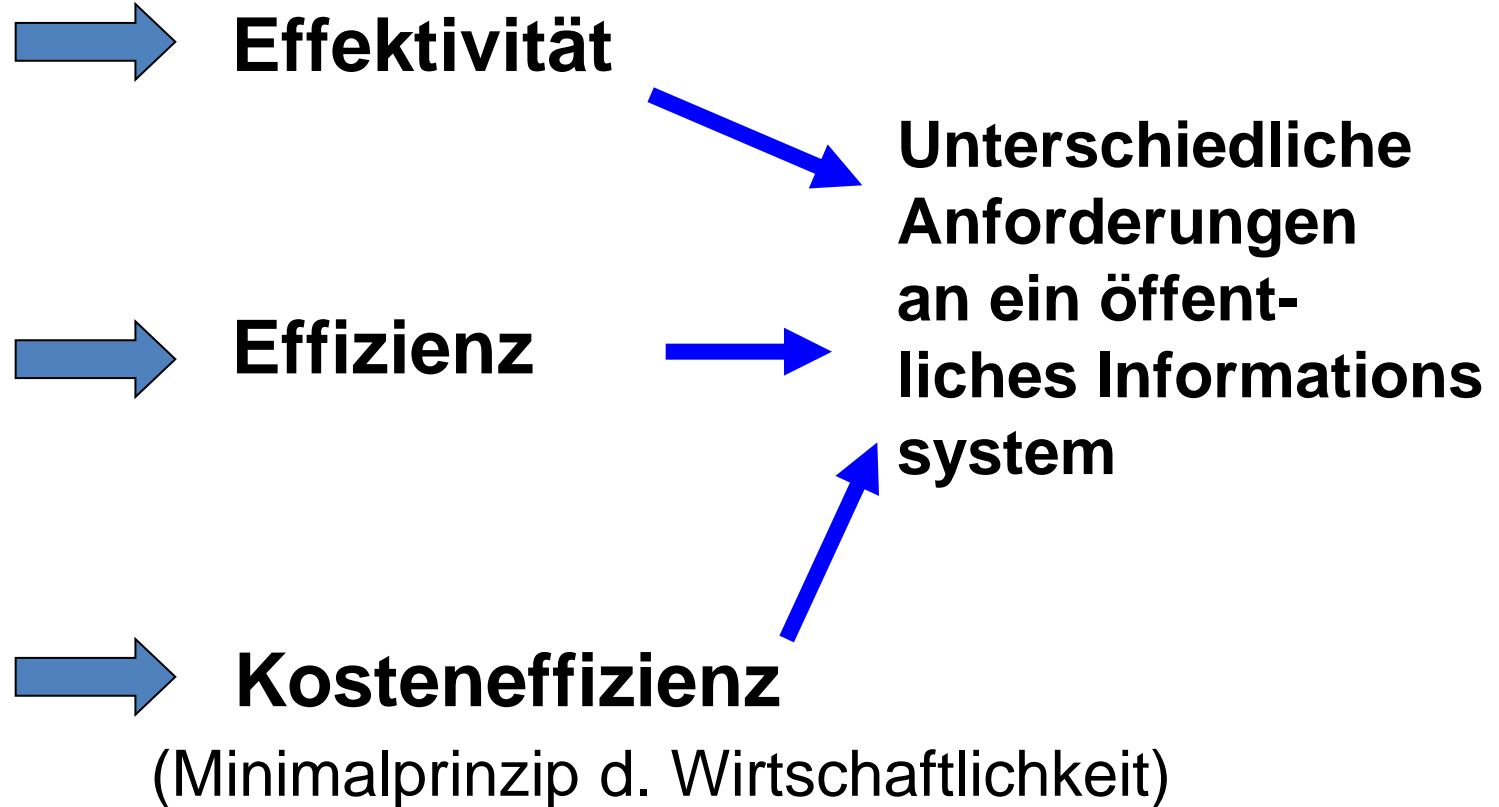 Effektivität
Unterschiedliche
Anforderungen
an ein öffent-
liches Informations
system
Effizienz
Kosteneffizienz
(Minimalprinzip d. Wirtschaftlichkeit)